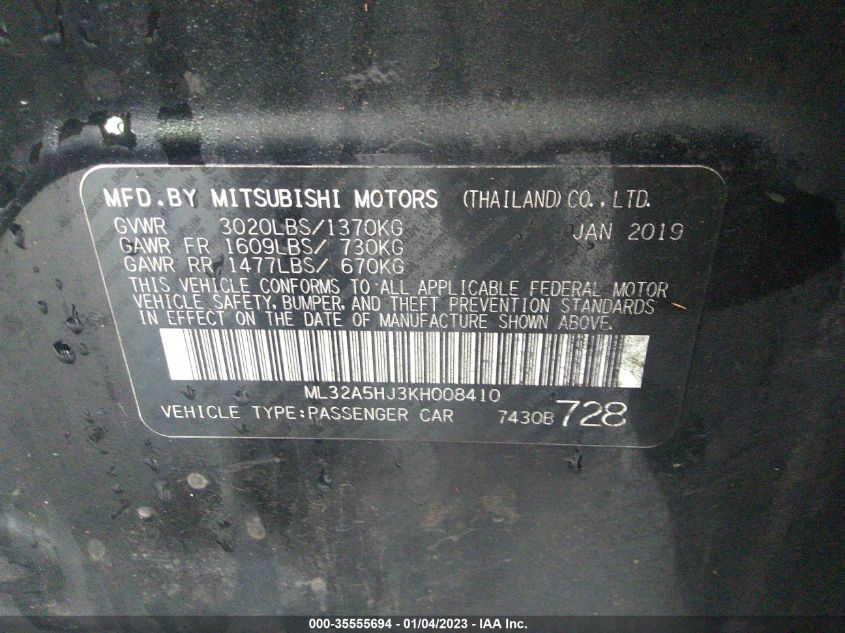 MFD.BY MITSUBISHI MOTORS (THAILAND) CO., LTD.
GVWR 3020LBS/1370KG JAN 2019
GAWR FR 1609LBS/ 730KG
GAWR RR 1477LBS/ 670KG
THIS VEHICLE CONFORMS TO ALL APPLICABLE FEDERAL MOTOR
VEHICLE SAFETY, BUMPER, AND THEFT PREVENTION STANDARDS
IN EFFECT ON THE DATE OF MANUFACTURE SHOWN ABOVE.
ML32A5HJ3KH008410
VEHICLE TYPE:PASSENGER CAR 7430B 728
000-35555694 - 01/04/2023 - IAA Inc.